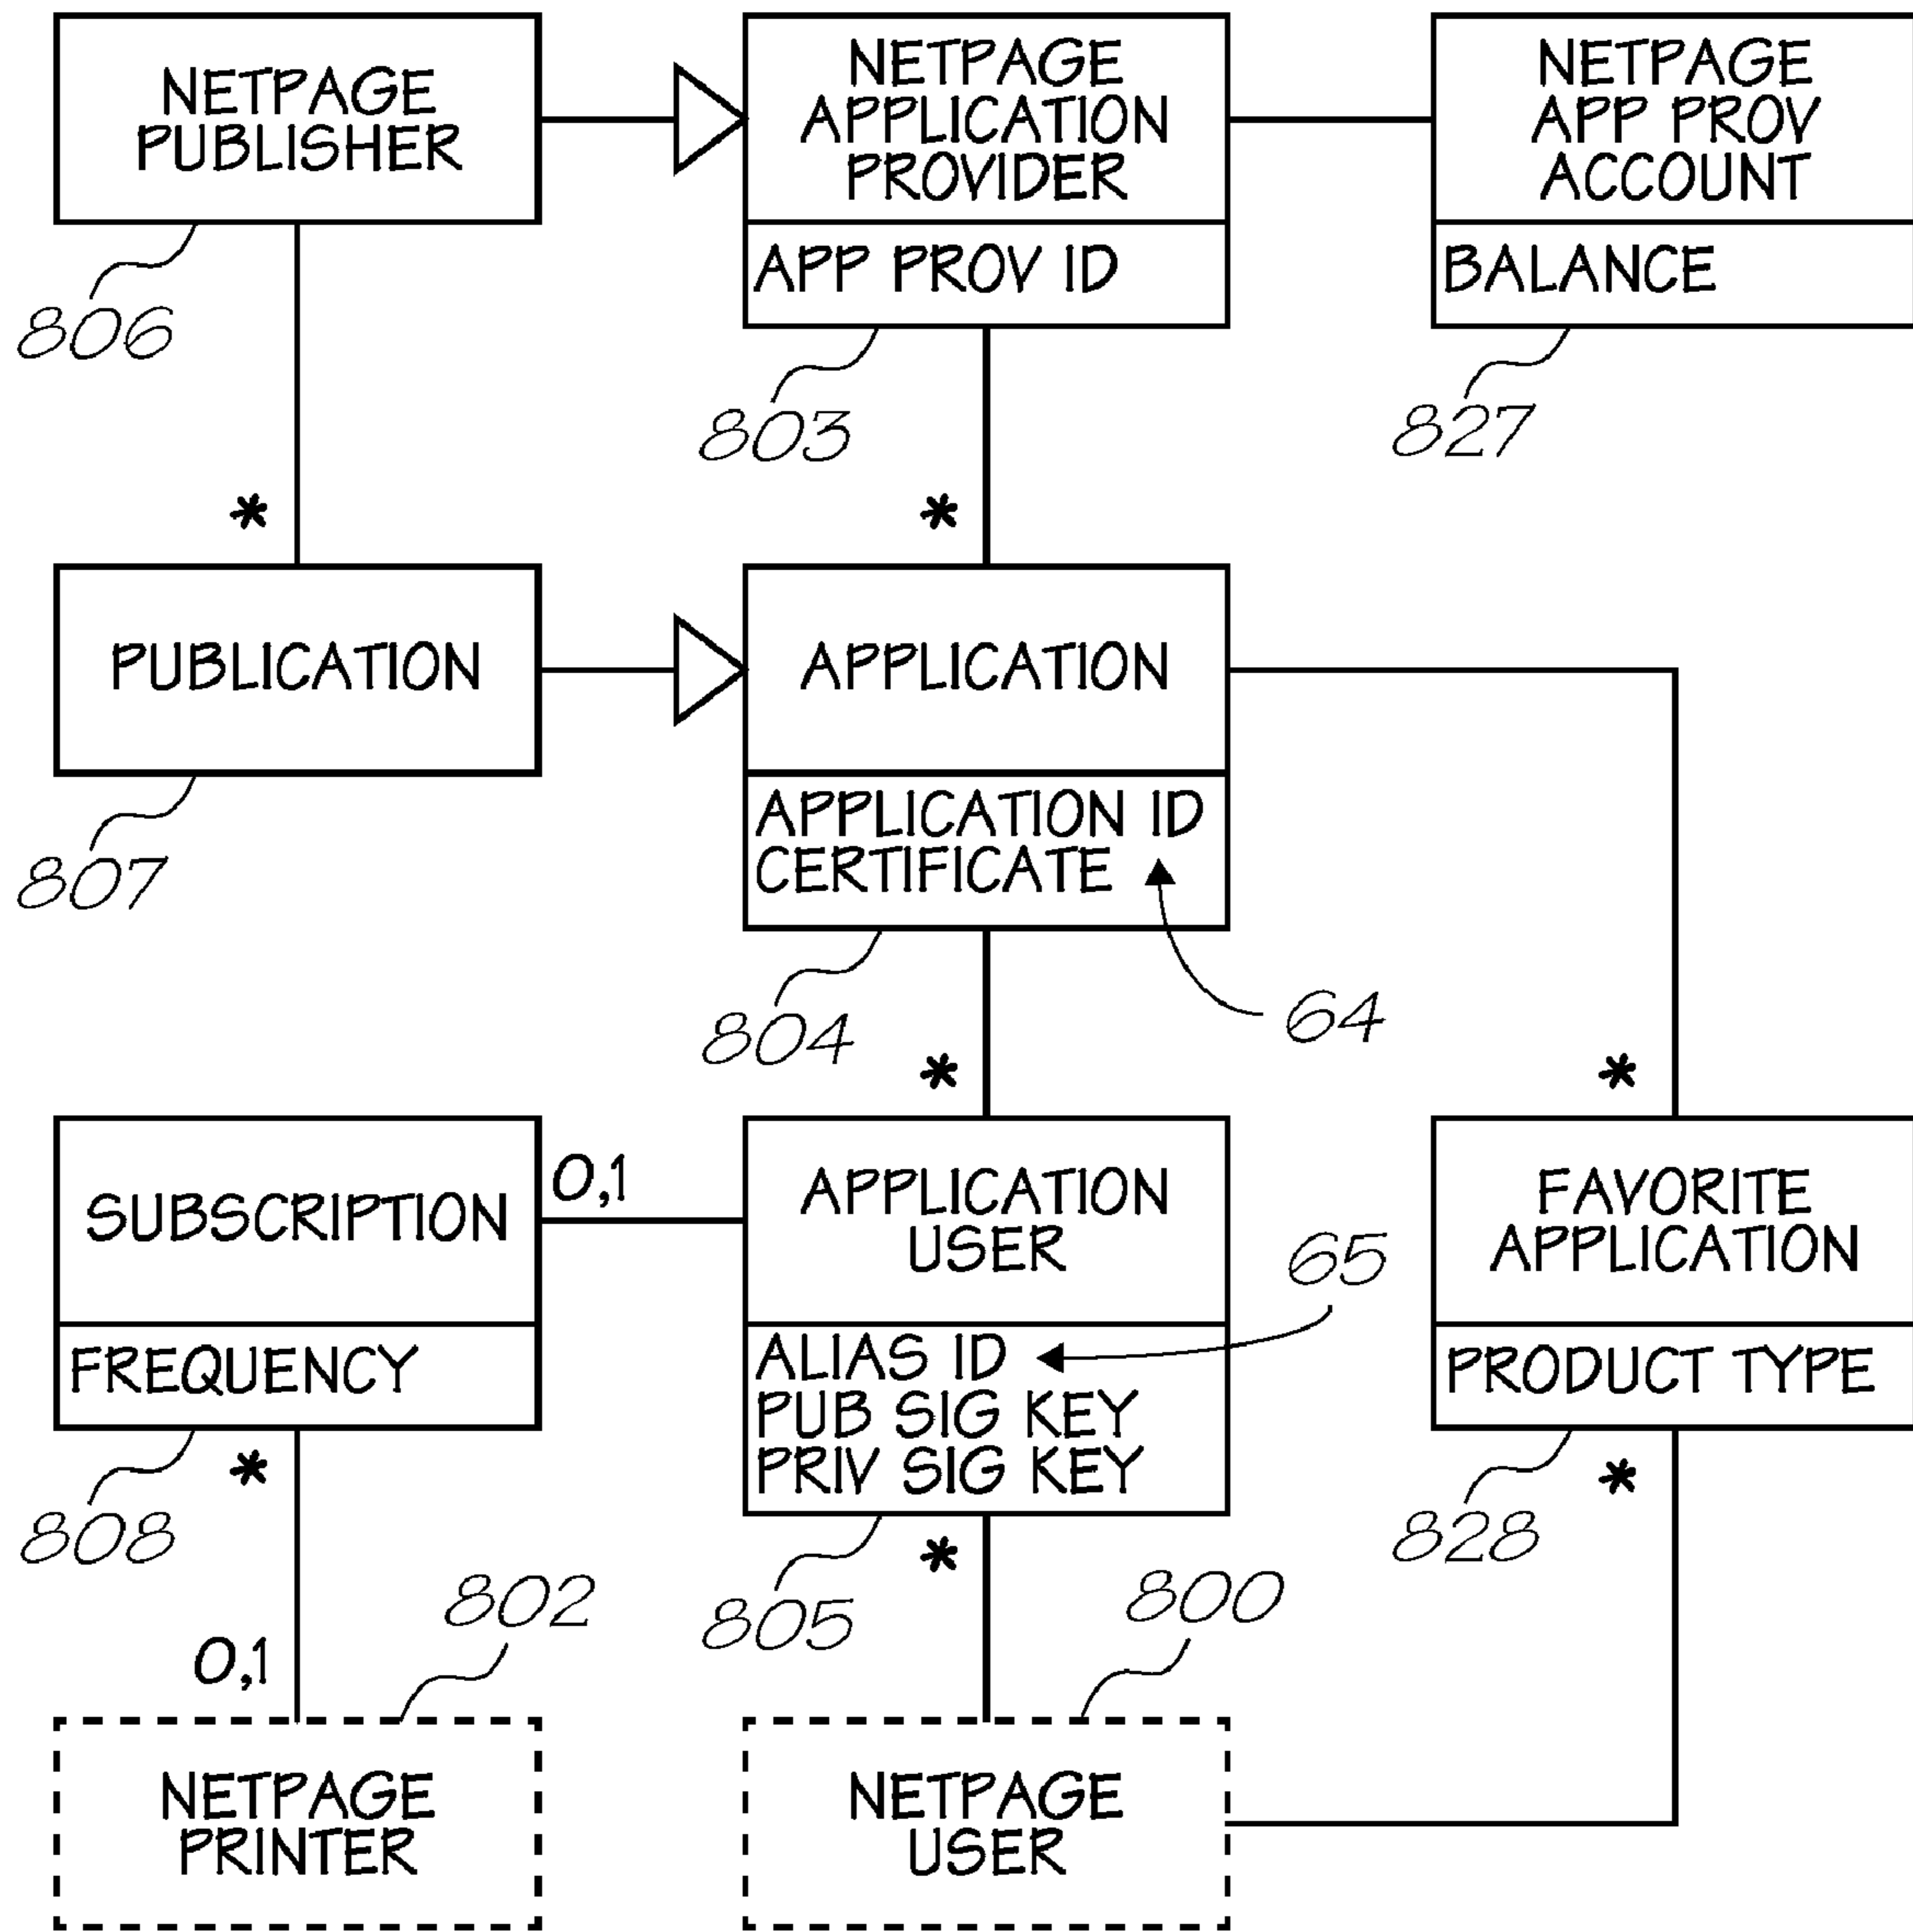 NETPAGE
PUBLISHER
806
NETPAGE
APPLICATION
PROVIDER
APP PROV ID
803
NETPAGE
APP PROV
ACCOUNT
BALANCE
827
*
*
PUBLICATION
807
APPLICATION
APPLICATION ID
CERTIFICATE
804
64
*
*
SUBSCRIPTION
FREQUENCY
808
0,1
APPLICATION
USER
ALIAS ID
PUB SIG KEY
PRIV SIG KEY
805
65
FAVORITE
APPLICATION
PRODUCT TYPE
828
*
*
*
802
800
0,1
NETPAGE
PRINTER
NETPAGE
USER